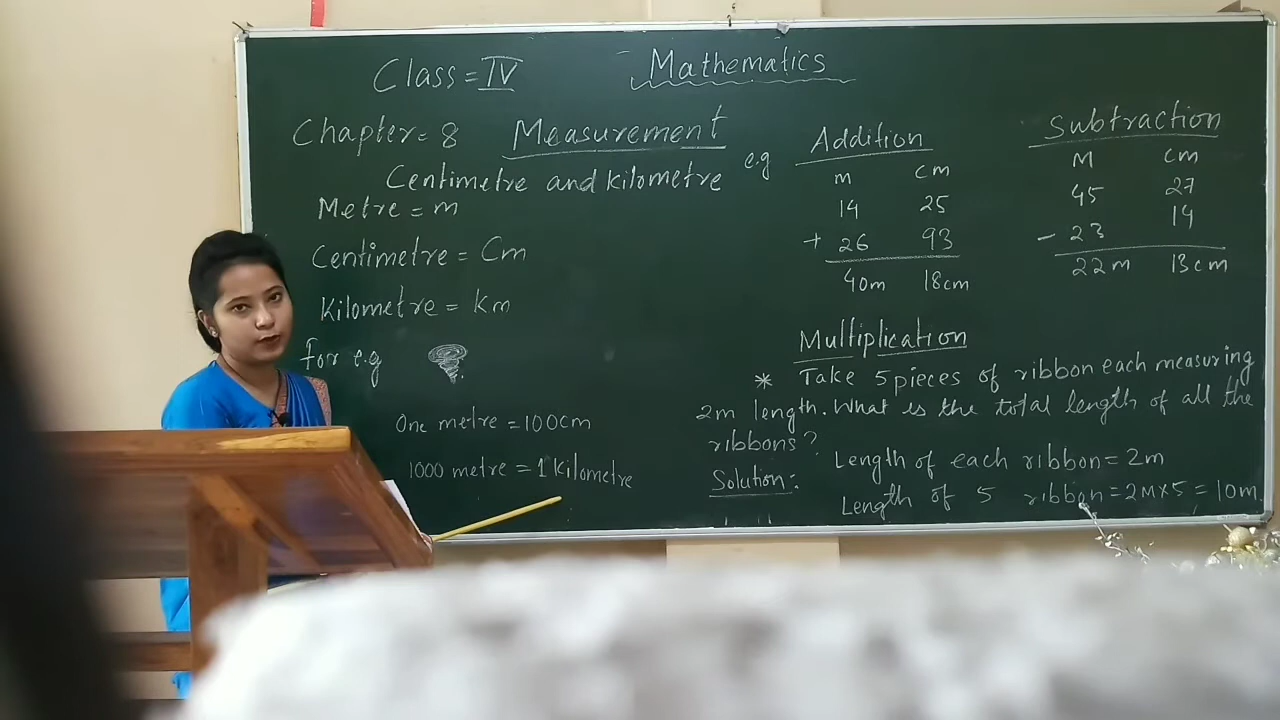 Class = IV
Mathematics
Chapter = 8 Measurement
Centimetre and kilometre
Metre = m
Centimetre = Cm
Kilometre = km
for e.g
One metre = 100cm
1000 metre = 1 kilometre
e.g Addition
m cm
14 25
+ 26 93
40m 18cm
Subtraction
M cm
45 27
- 23 14
22m 13cm
Multiplication
* Take 5 pieces of ribbon each measuring
2m length. What is the total length of all the
ribbons?
Solution:
Length of each ribbon = 2m
Length of 5 ribbon = 2M×5 = 10m